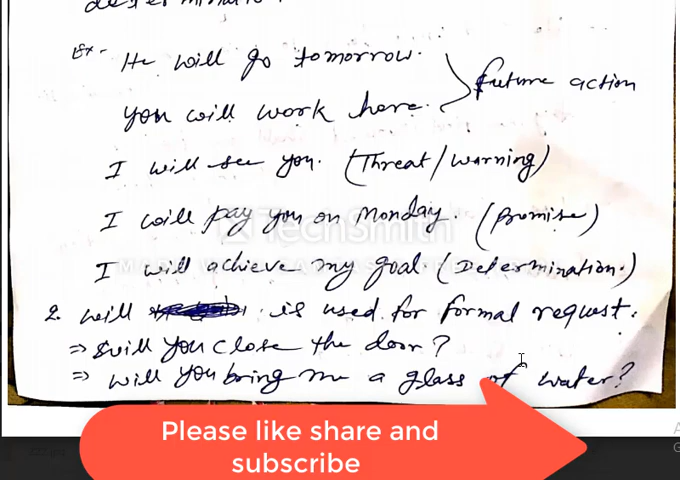 determination.
Ex- He will go tomorrow.
You will work here.
future action
I will see you. (Threat/Warning)
I will pay you on Monday. (Promise)
I will achieve my goal. (Determination.)
2. Will is used for formal request.
⇒ will you close the door?
⇒ will you bring me a glass of water?
TechSmith
Please like share and
subscribe